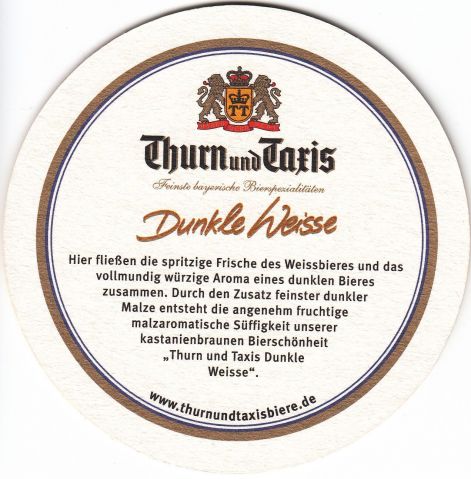 TT
Thurn und Taxis
Feinste bayerische Bierspezialitäten
Dunkle Weisse
Hier fließen die spritzige Frische des Weissbieres und das
vollmundig würzige Aroma eines dunklen Bieres
zusammen. Durch den Zusatz feinster dunkler
Malze entsteht die angenehm fruchtige
malzaromatische Süffigkeit unserer
kastanienbraunen Bierschönheit
„Thurn und Taxis Dunkle
Weisse“.
www.thurnundtaxisbiere.de